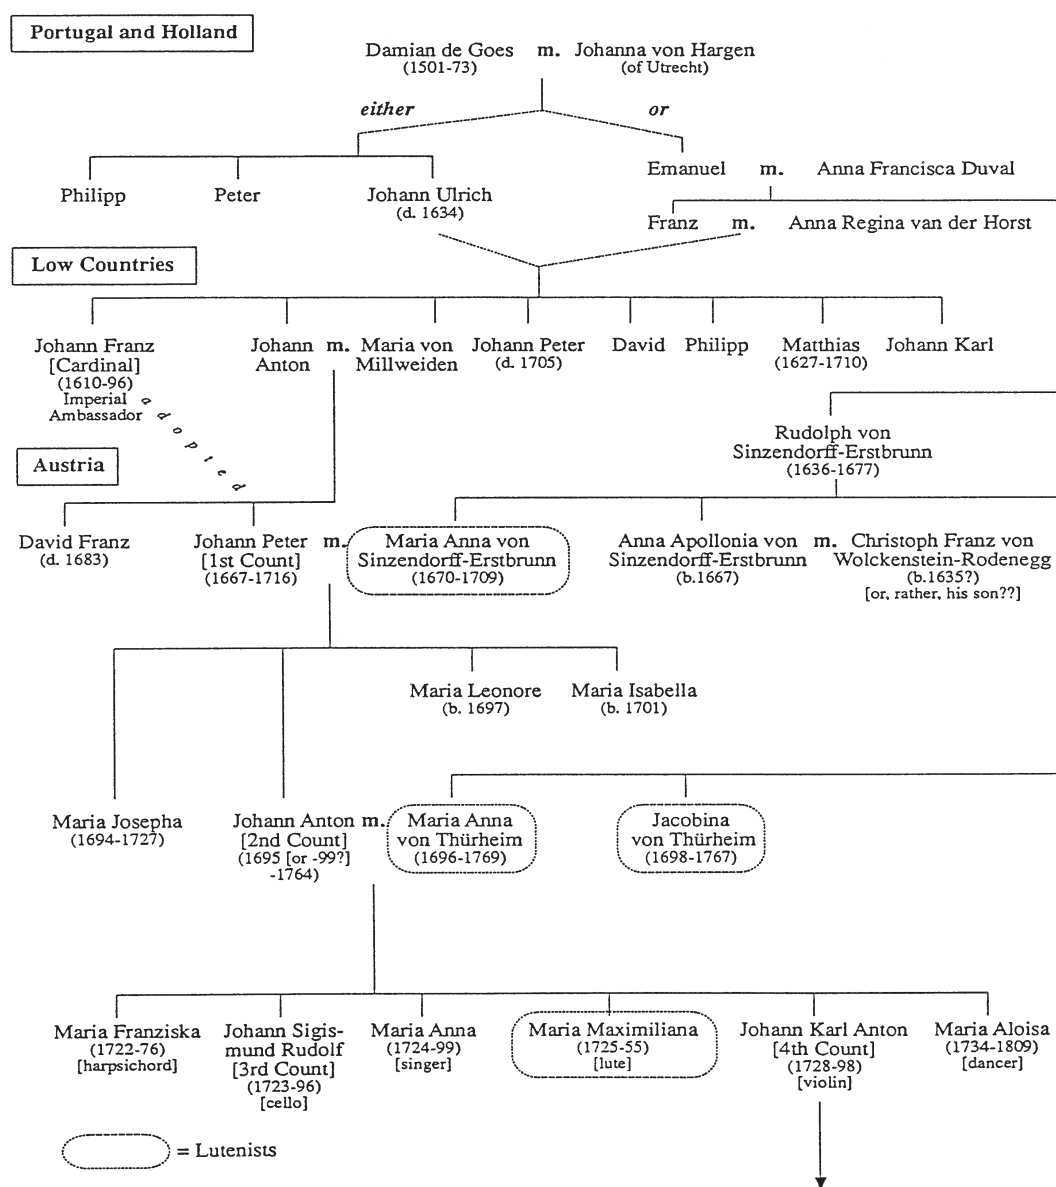 Portugal and Holland
Damian de Goes m. Johanna von Hargen
(1501-73) (of Utrecht)
either or
Emanuel m. Anna Francisca Duval
Philipp Peter Johann Ulrich
(d. 1634)
Franz m. Anna Regina van der Horst
Low Countries
Johann Franz
[Cardinal]
(1610-96)
Imperial
Ambassador
adopted
Johann
Anton
m.
Maria von
Millweiden
Johann Peter
(d. 1705)
David
Philipp
Matthias
(1627-1710)
Johann Karl
Rudolph von
Sinzendorff-Erstbrunn
(1636-1677)
Austria
David Franz
(d. 1683)
Johann Peter
[1st Count]
(1667-1716)
m.
Maria Anna von
Sinzendorff-Erstbrunn
(1670-1709)
Anna Apollonia von
Sinzendorff-Erstbrunn
(b.1667)
m.
Christoph Franz von
Wolckenstein-Rodenegg
(b.1635?)
[or, rather, his son??]
Maria Leonore
(b. 1697)
Maria Isabella
(b. 1701)
Maria Josepha
(1694-1727)
Johann Anton
[2nd Count]
(1695 [or -99?]
-1764)
m.
Maria Anna
von Thürheim
(1696-1769)
Jacobina
von Thürheim
(1698-1767)
Maria Franziska
(1722-76)
[harpsichord]
Johann Sigis-
mund Rudolf
[3rd Count]
(1723-96)
[cello]
Maria Anna
(1724-99)
[singer]
Maria Maximiliana
(1725-55)
[lute]
Johann Karl Anton
[4th Count]
(1728-98)
[violin]
Maria Aloisa
(1734-1809)
[dancer]
= Lutenists